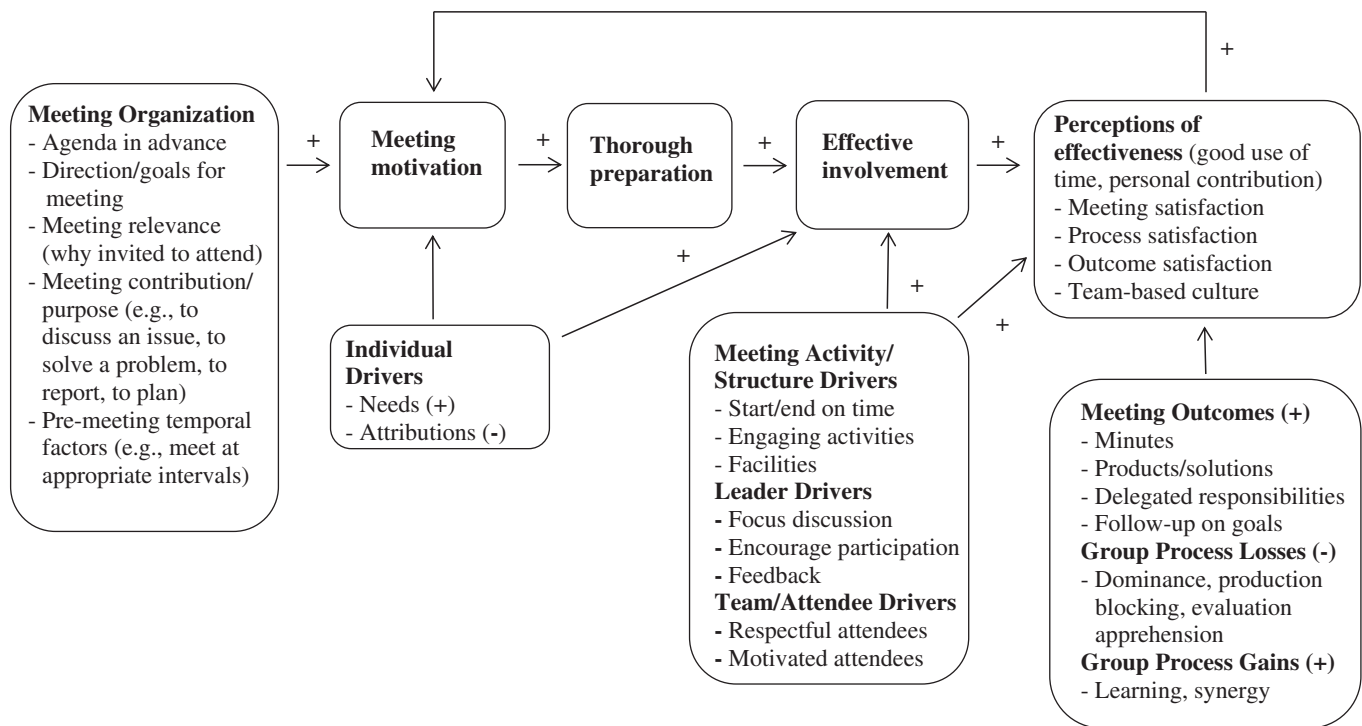 +
Meeting Organization
- Agenda in advance
- Direction/goals for
meeting
- Meeting relevance
(why invited to attend)
- Meeting contribution/
purpose (e.g., to
discuss an issue, to
solve a problem, to
report, to plan)
- Pre-meeting temporal
factors (e.g., meet at
appropriate intervals)
+
Meeting
motivation
+
Thorough
preparation
+
Effective
involvement
+
Perceptions of
effectiveness (good use of
time, personal contribution)
- Meeting satisfaction
- Process satisfaction
- Outcome satisfaction
- Team-based culture
Individual
Drivers
- Needs (+)
- Attributions (-)
+
+
+
Meeting Activity/
Structure Drivers
- Start/end on time
- Engaging activities
- Facilities
Leader Drivers
- Focus discussion
- Encourage participation
- Feedback
Team/Attendee Drivers
- Respectful attendees
- Motivated attendees
Meeting Outcomes (+)
- Minutes
- Products/solutions
- Delegated responsibilities
- Follow-up on goals
Group Process Losses (-)
- Dominance, production
blocking, evaluation
apprehension
Group Process Gains (+)
- Learning, synergy